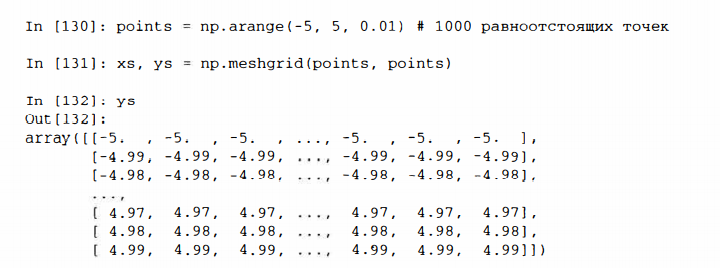 In [130]: points = np.arange(-5, 5, 0.01) # 1000 равноотстоящих точек
In [131]: xs, ys = np.meshgrid(points, points)
In [132]: ys
Out[132]:
array([[-5.  , -5.  , -5.  , ..., -5.  , -5.  , -5.  ],
       [-4.99, -4.99, -4.99, ..., -4.99, -4.99, -4.99],
       [-4.98, -4.98, -4.98, ..., -4.98, -4.98, -4.98],
       ...,
       [ 4.97,  4.97,  4.97, ...,  4.97,  4.97,  4.97],
       [ 4.98,  4.98,  4.98, ...,  4.98,  4.98,  4.98],
       [ 4.99,  4.99,  4.99, ...,  4.99,  4.99,  4.99]])